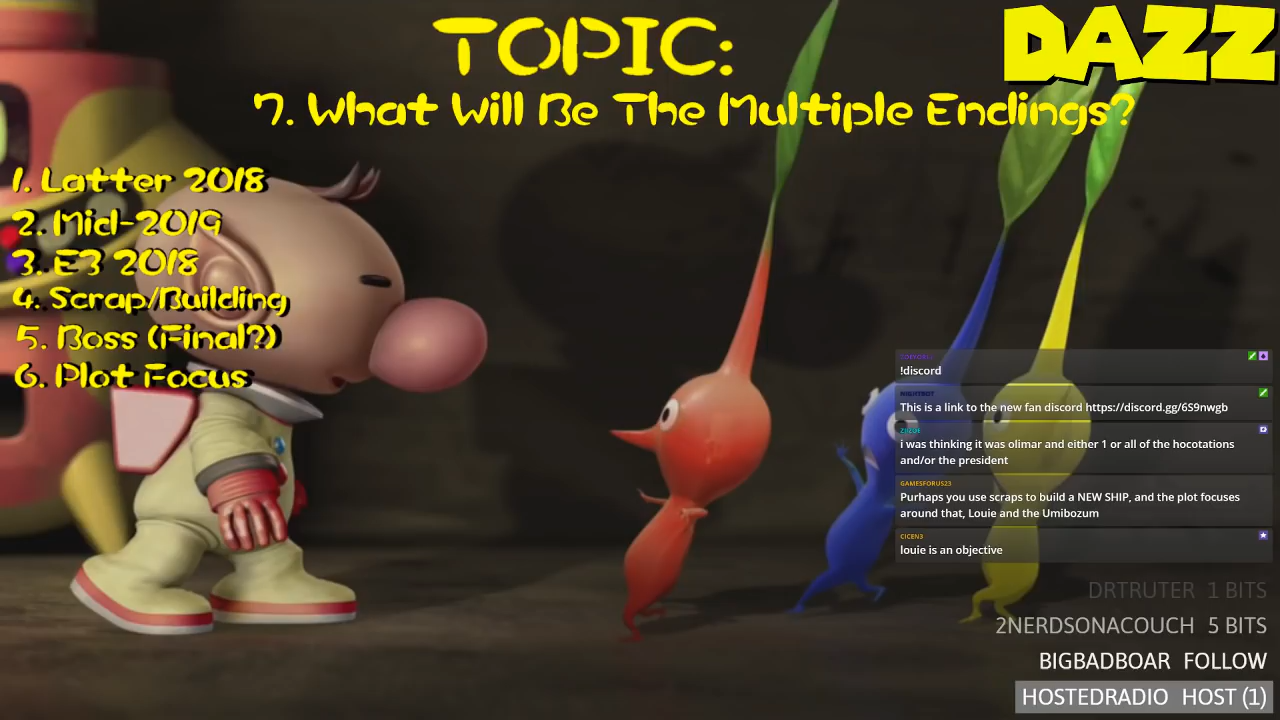 TOPIC:
DAZZ
7. What Will Be The Multiple Endings?
1. Latter 2018
2. Mid-2019
3. E3 2018
4. Scrap/Building
5. Boss (Final?)
6. Plot Focus
!discord
NIGHTBOT
This is a link to the new fan discord https://discord.gg/6S9nwgb
i was thinking it was olimar and either 1 or all of the hocotations
and/or the president
GAMESFORUS23
Purhaps you use scraps to build a NEW SHIP, and the plot focuses
around that, Louie and the Umibozum
CICEN3
louie is an objective
DRTRUTER 1 BITS
2NERDSONACOUCH 5 BITS
BIGBADBOAR FOLLOW
HOSTEDRADIO HOST (1)